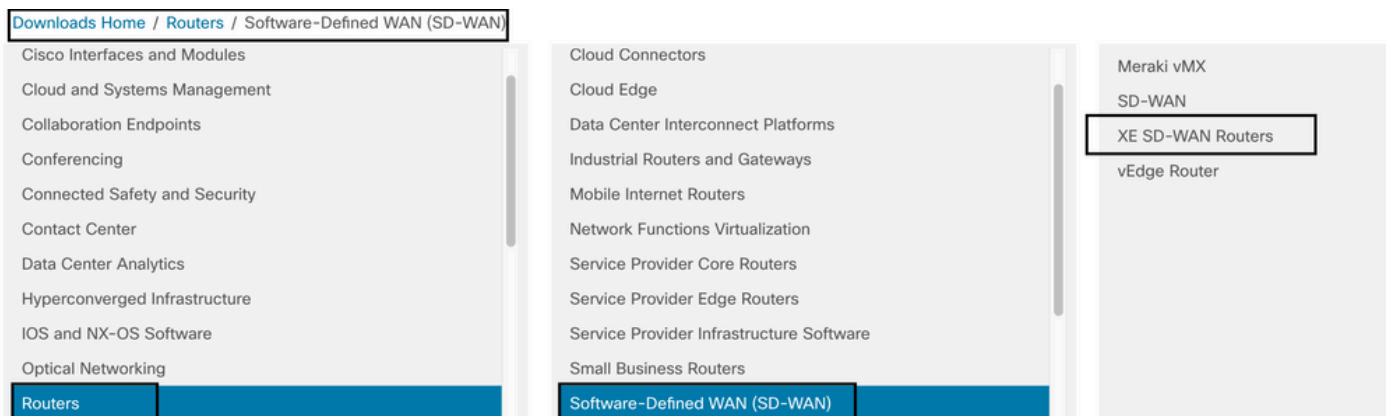 Downloads Home / Routers / Software-Defined WAN (SD-WAN)
Cisco Interfaces and Modules
Cloud and Systems Management
Collaboration Endpoints
Conferencing
Connected Safety and Security
Contact Center
Data Center Analytics
Hyperconverged Infrastructure
IOS and NX-OS Software
Optical Networking
Routers
Cloud Connectors
Cloud Edge
Data Center Interconnect Platforms
Industrial Routers and Gateways
Mobile Internet Routers
Network Functions Virtualization
Service Provider Core Routers
Service Provider Edge Routers
Service Provider Infrastructure Software
Small Business Routers
Software-Defined WAN (SD-WAN)
Meraki vMX
SD-WAN
XE SD-WAN Routers
vEdge Router